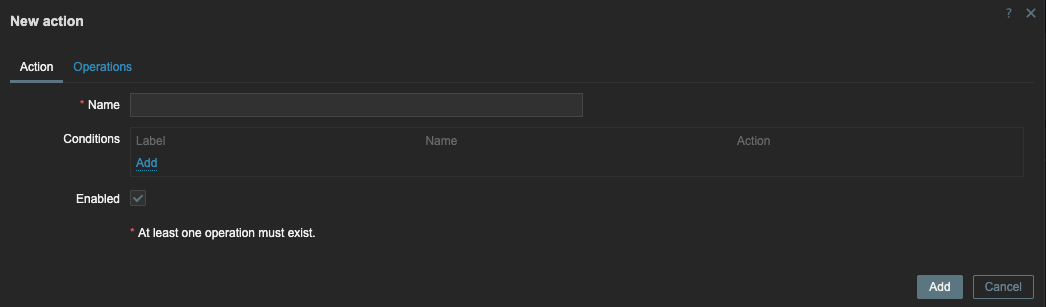 New action
?
Action Operations
* Name
Conditions Label Name Action
Add
Enabled
* At least one operation must exist.
Add Cancel